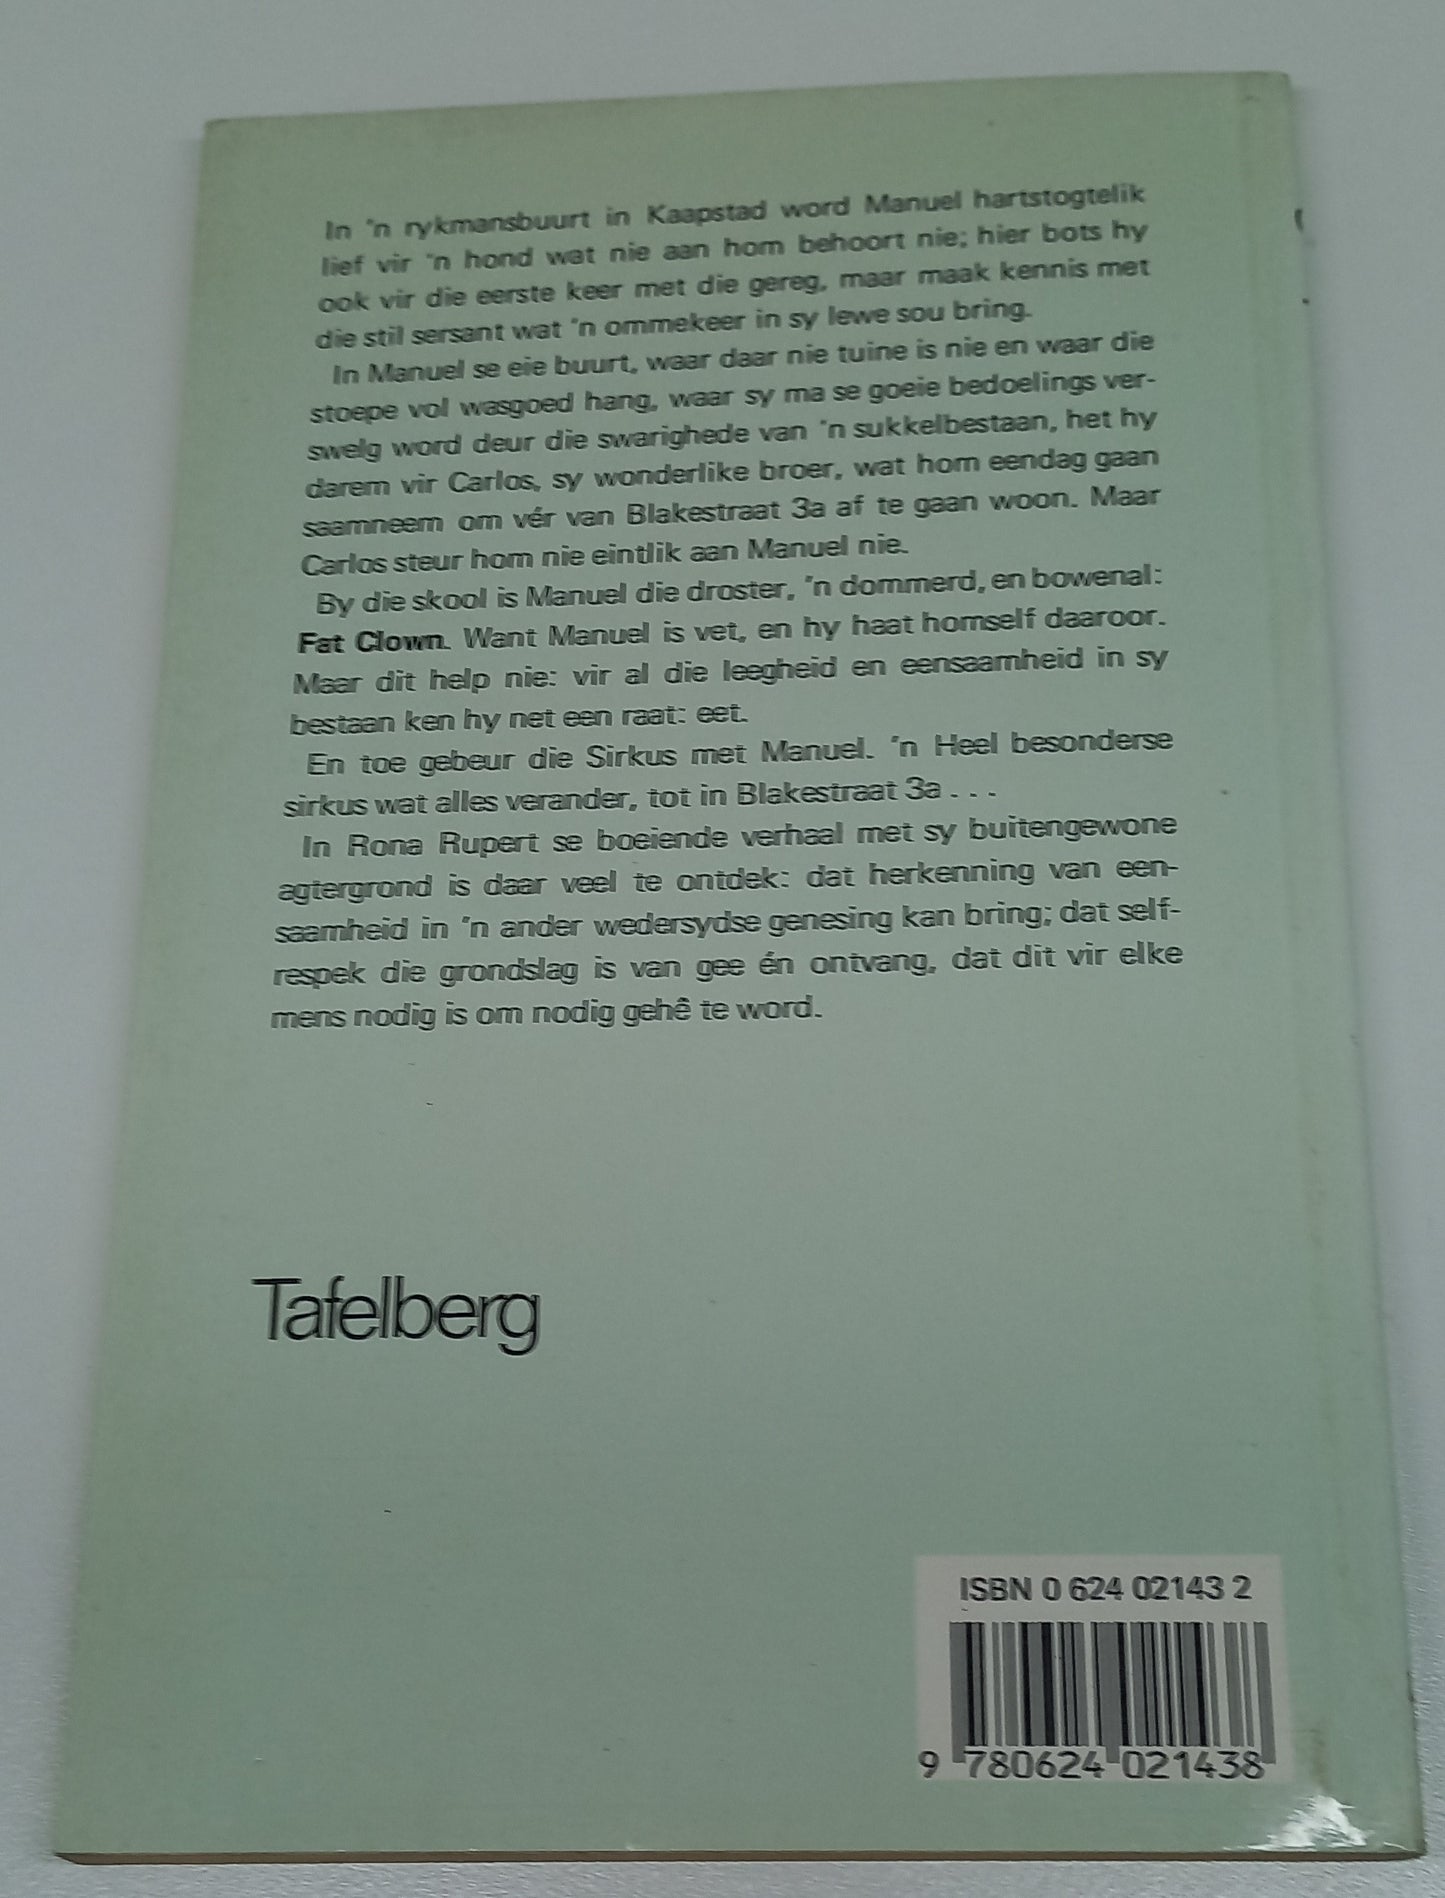 In 'n rykmansbuurt in Kaapstad word Manuel hartstogtelik
lief vir 'n hond wat nie aan hom behoort nie; hier bots hy
ook vir die eerste keer met die gereg, maar maak kennis met
die stil sersant wat 'n ommekeer in sy lewe sou bring.
In Manuel se eie buurt, waar daar nie tuine is nie en waar die
stoepe vol wasgoed hang, waar sy ma se goeie bedoelings ver-
swelg word deur die swarighede van 'n sukkelbestaan, het hy
darem vir Carlos, sy wonderlike broer, wat hom eendag gaan
saamneem om vér van Blakestraat 3a af te gaan woon. Maar
Carlos steur hom nie eintlik aan Manuel nie.
By die skool is Manuel die droster, 'n dommerd, en bowenal:
Fat Clown. Want Manuel is vet, en hy haat homself daaroor.
Maar dit help nie: vir al die leegheid en eensaamheid in sy
bestaan ken hy net een raat: eet.
En toe gebeur die Sirkus met Manuel. 'n Heel besonderse
sirkus wat alles verander, tot in Blakestraat 3a . . .
In Rona Rupert se boeiende verhaal met sy buitengewone
agtergrond is daar veel te ontdek: dat herkenning van een-
saamheid in 'n ander wedersydse genesing kan bring; dat self-
respek die grondslag is van gee én ontvang, dat dit vir elke
mens nodig is om nodig gehê te word.
Tafelberg
ISBN 0 624 02143 2
9 780624 021438